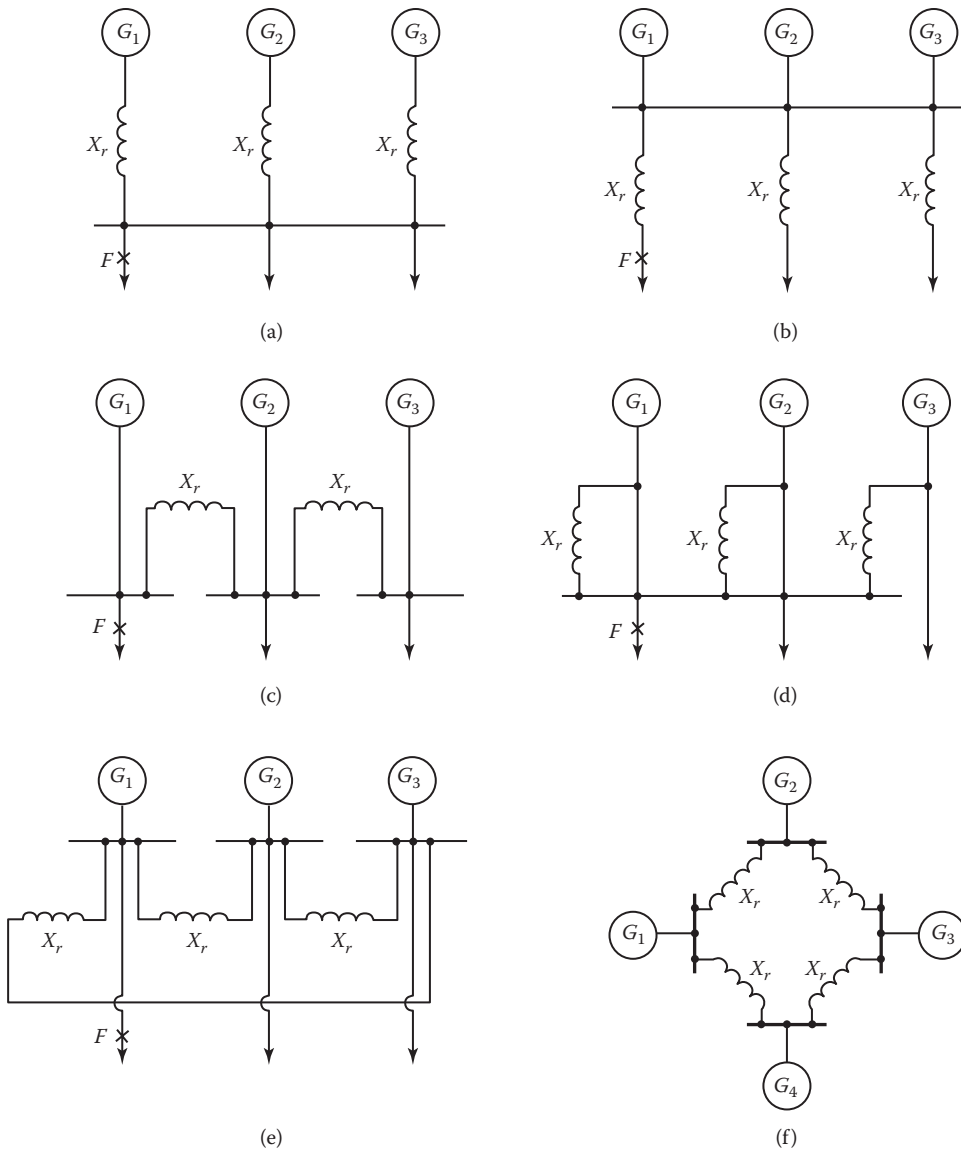 G1 G2 G3
Xr Xr Xr
F
(a)
G1 G2 G3
Xr Xr Xr
F
(b)
G1 G2 G3
Xr Xr
F
(c)
G1 G2 G3
Xr Xr Xr
F
(d)
G1 G2 G3
Xr Xr Xr
F
(e)
G2
Xr Xr
G1 G3
Xr Xr
G4
(f)